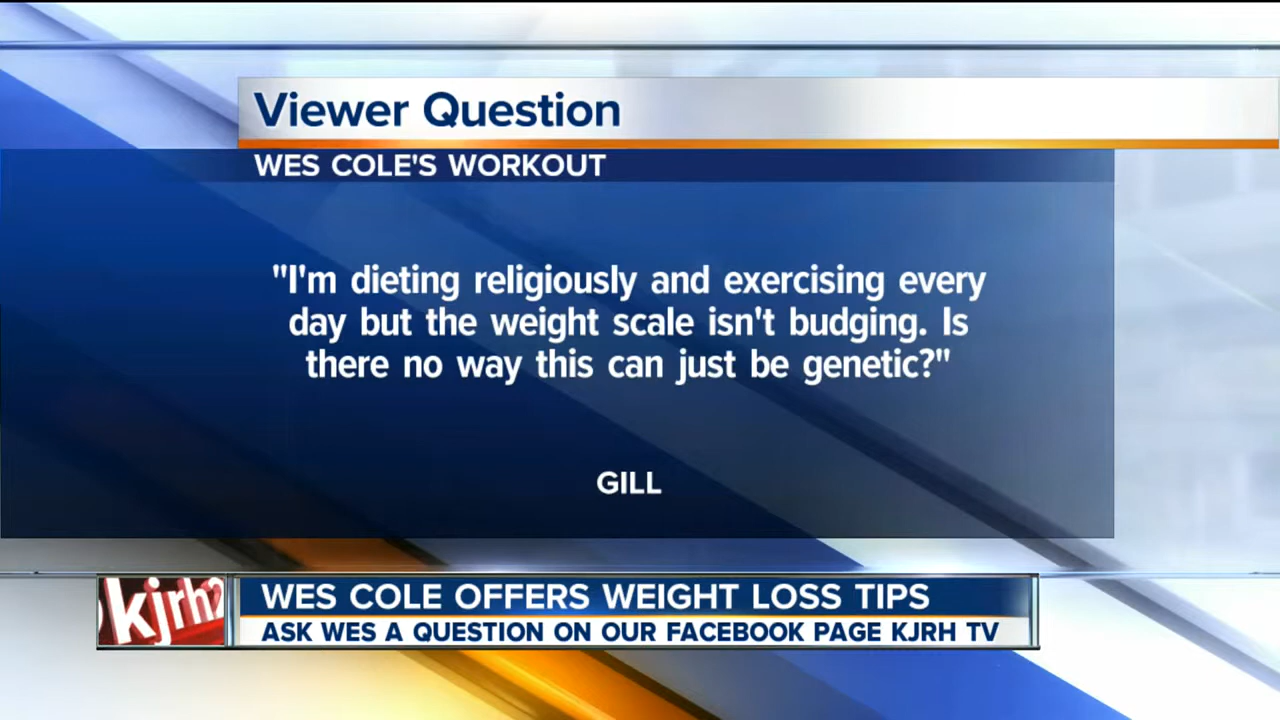 Viewer Question
WES COLE'S WORKOUT
"I'm dieting religiously and exercising every
day but the weight scale isn't budging. Is
there no way this can just be genetic?"
GILL
kjrh2
WES COLE OFFERS WEIGHT LOSS TIPS
ASK WES A QUESTION ON OUR FACEBOOK PAGE KJRH TV